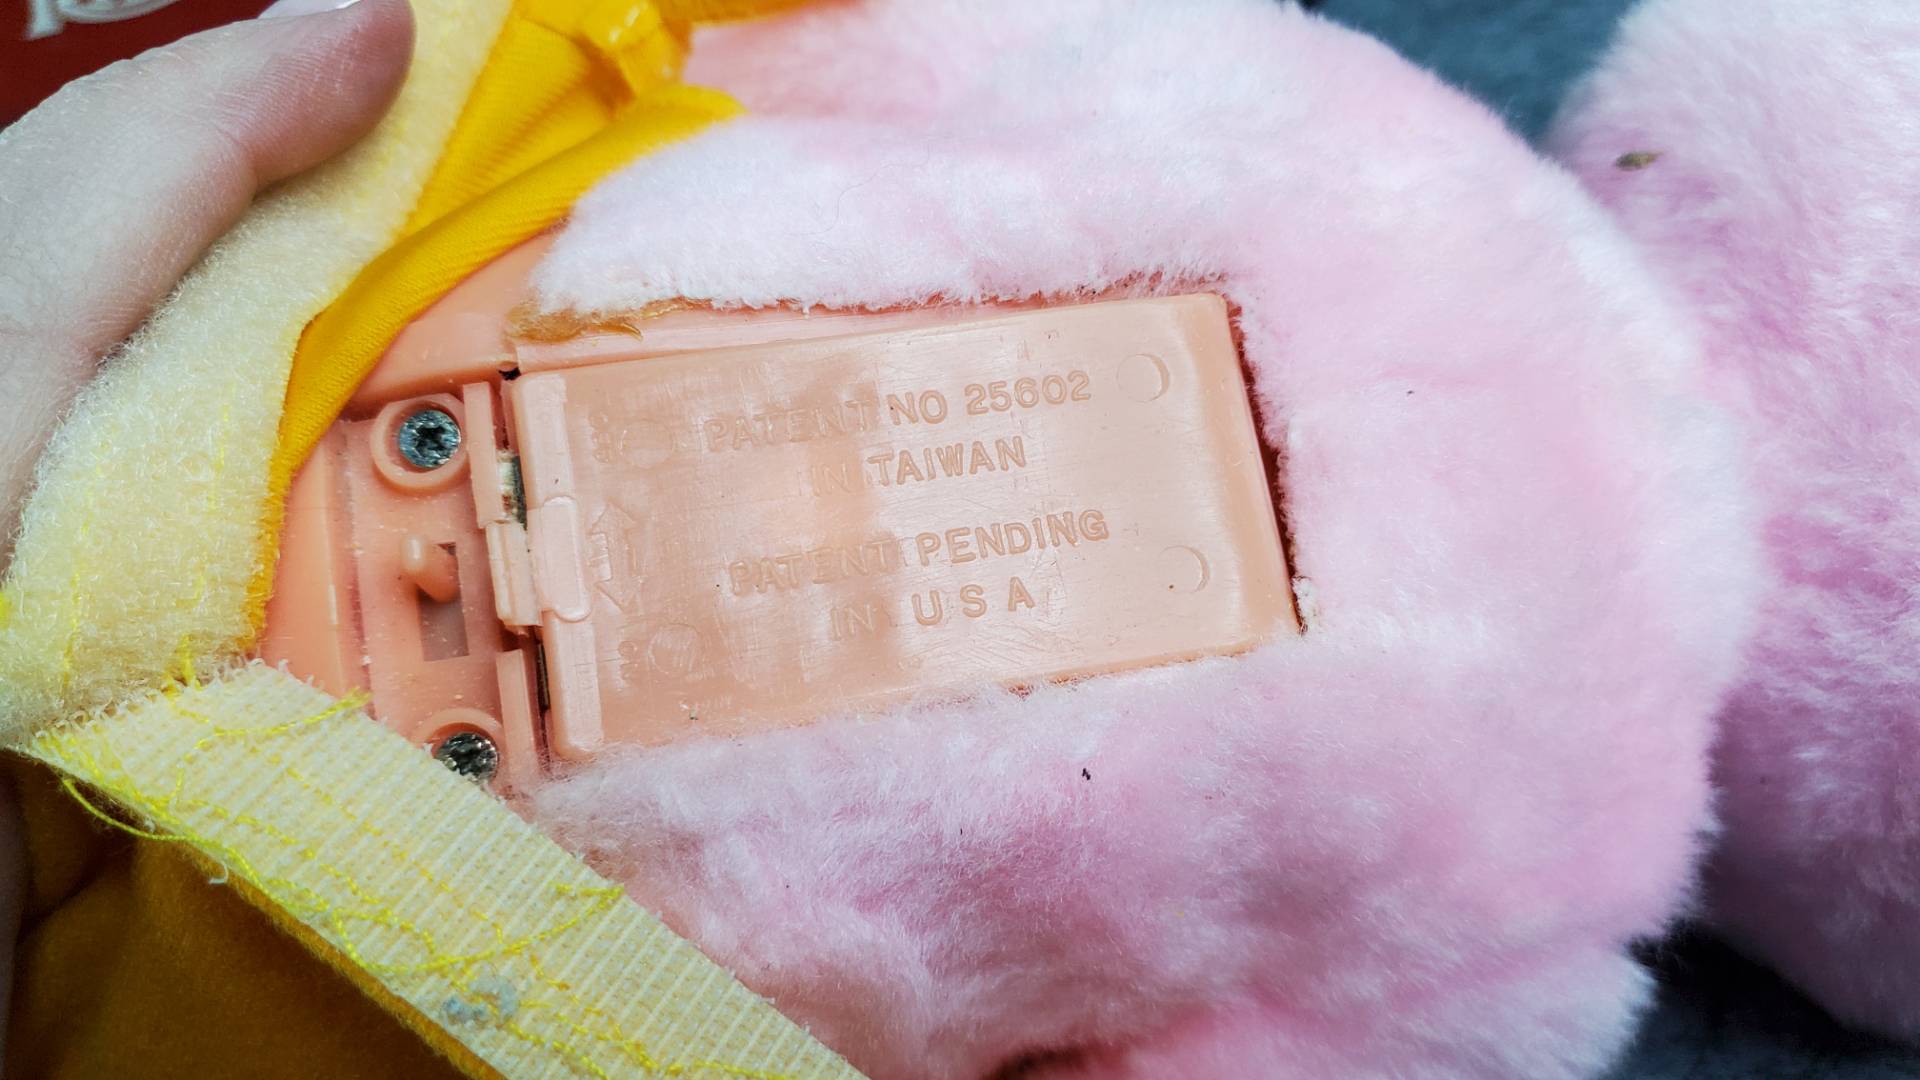 PATENT NO 25602
IN TAIWAN
PATENT PENDING
IN U S A